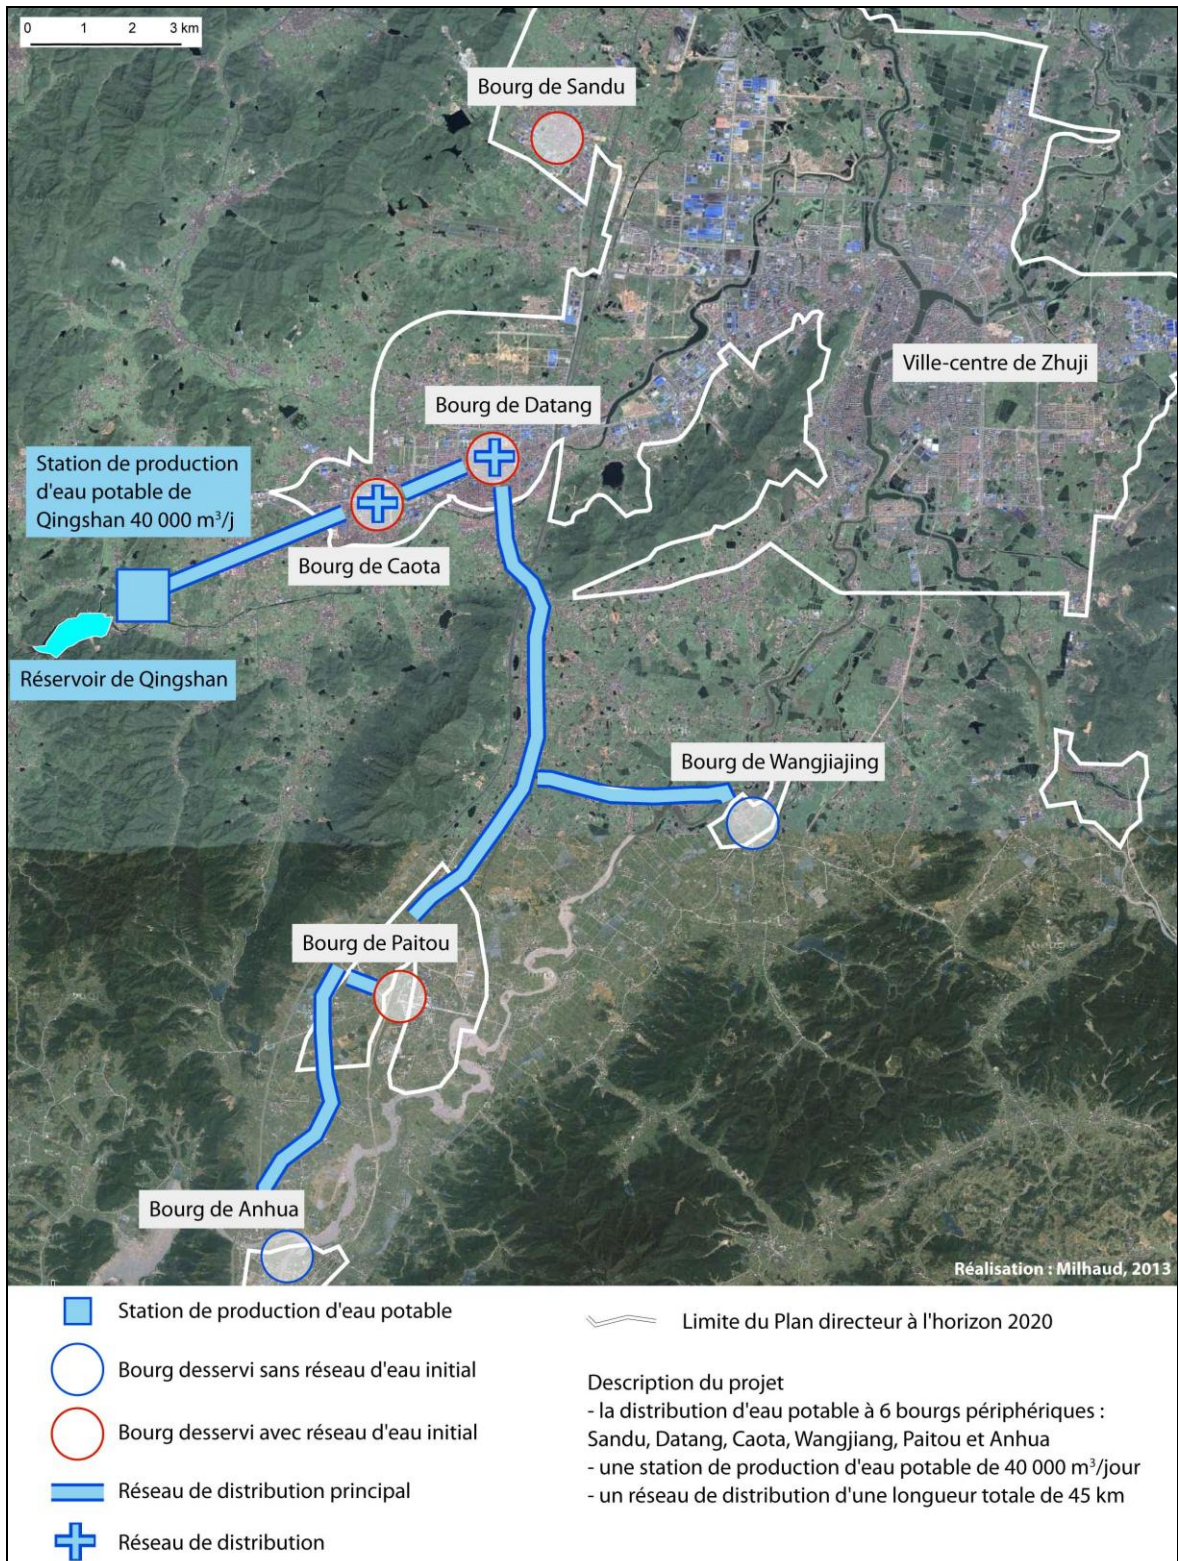 0 1 2 3 km
Bourg de Sandu
Ville-centre de Zhuji
Bourg de Datang
Station de production
d'eau potable de
Qingshan 40 000 m³/j
Bourg de Caota
Réservoir de Qingshan
Bourg de Wangjiajing
Bourg de Paitou
Bourg de Anhua
Réalisation : Milhaud, 2013
Station de production d'eau potable
Bourg desservi sans réseau d'eau initial
Bourg desservi avec réseau d'eau initial
Réseau de distribution principal
Réseau de distribution
Limite du Plan directeur à l'horizon 2020
Description du projet
- la distribution d'eau potable à 6 bourgs périphériques :
Sandu, Datang, Caota, Wangjiang, Paitou et Anhua
- une station de production d'eau potable de 40 000 m³/jour
- un réseau de distribution d'une longueur totale de 45 km